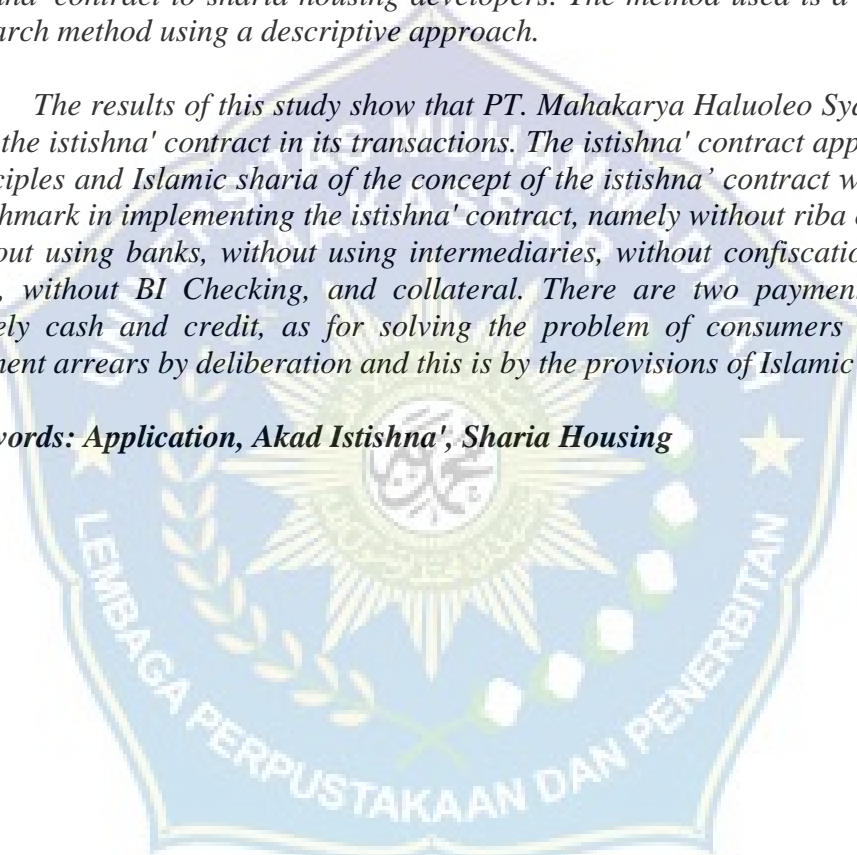 contract to sharia housing developers. The method used is a
arch method using a descriptive approach.
The results of this study show that PT. Mahakarya Haluoleo Sya
the istishna' contract in its transactions. The istishna' contract app
ciples and Islamic sharia of the concept of the istishna’ contract w
hmark in implementing the istishna' contract, namely without riba
out using banks, without using intermediaries, without confiscatio
, without BI Checking, and collateral. There are two paymen
ely cash and credit, as for solving the problem of consumers
ment arrears by deliberation and this is by the provisions of Islamic
words: Application, Akad Istishna', Sharia Housing
UNIVERSITAS MUHAMMADIYAH
MAKASSAR
LEMBAGA PERPUSTAKAAN DAN PENERBITAN